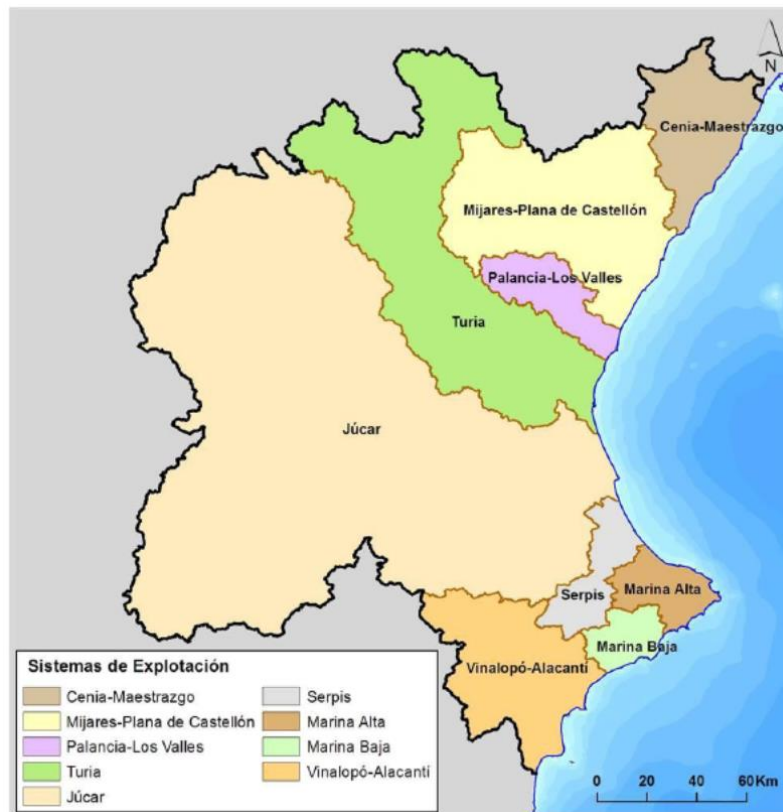 N
Cenia-Maestrazgo
Mijares-Plana de Castellón
Palancia-Los Valles
Turia
Júcar
Serpis
Marina Alta
Marina Baja
Vinalopó-Alacantí
Sistemas de Explotación
Cenia-Maestrazgo
Mijares-Plana de Castellón
Palancia-Los Valles
Turia
Júcar
Serpis
Marina Alta
Marina Baja
Vinalopó-Alacantí
0 20 40 60 Km